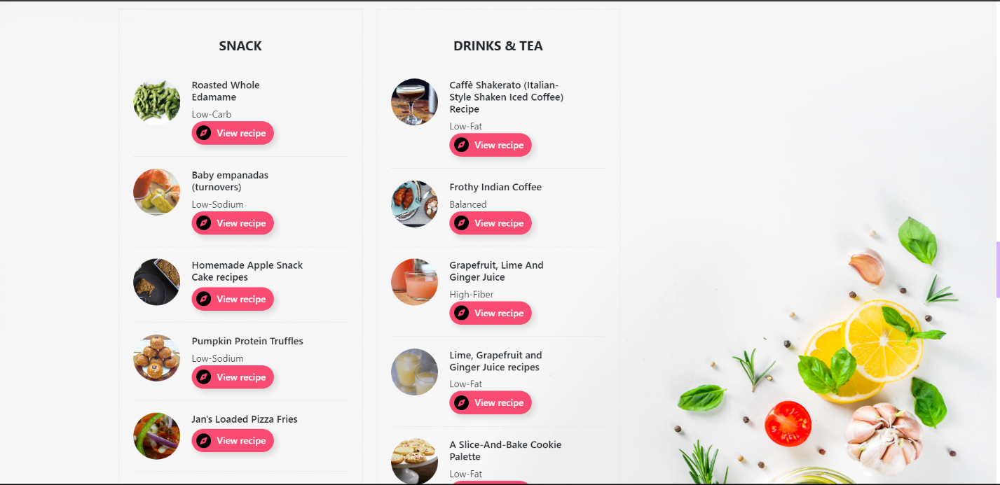 SNACK
Roasted Whole
Edamame
Low-Carb
View recipe
Baby empanadas
(turnovers)
Low-Sodium
View recipe
Homemade Apple Snack
Cake recipes
View recipe
Pumpkin Protein Truffles
Low-Sodium
View recipe
Jan's Loaded Pizza Fries
View recipe
DRINKS & TEA
Caffè Shakerato (Italian-
Style Shaken Iced Coffee)
Recipe
Low-Fat
View recipe
Frothy Indian Coffee
Balanced
View recipe
Grapefruit, Lime And
Ginger Juice
High-Fiber
View recipe
Lime, Grapefruit and
Ginger Juice recipes
Low-Fat
View recipe
A Slice-And-Bake Cookie
Palette
Low-Fat